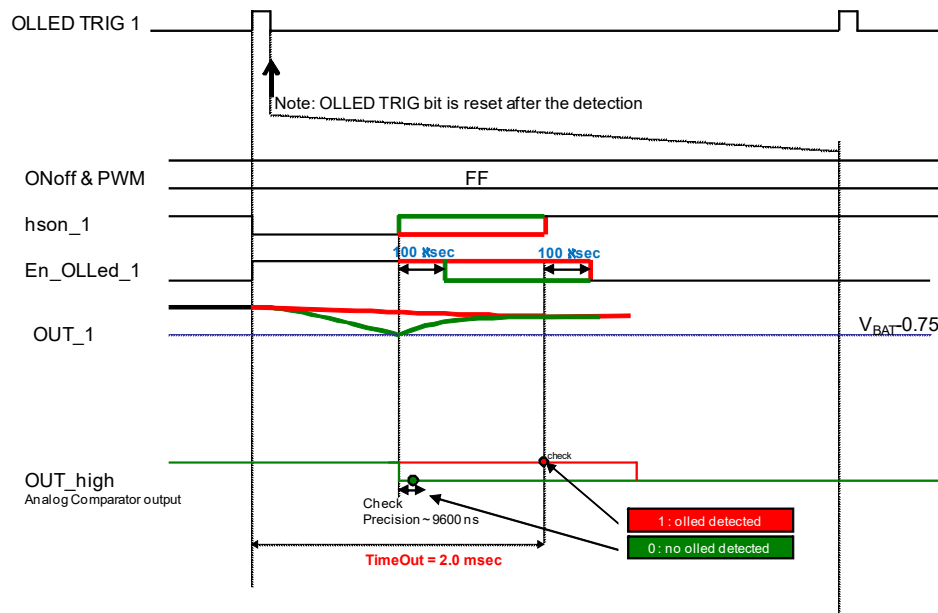 OLLED TRIG 1
Note: OLLED TRIG bit is reset after the detection
ONoff & PWM
FF
hson_1
100
sec
100
sec
En_OLLed_1
OUT_1
VBAT-0.75
check
OUT_high
Analog Comparator output
Check
Precision ~ 9600 ns
1 : olled detected
0 : no olled detected
TimeOut = 2.0 msec